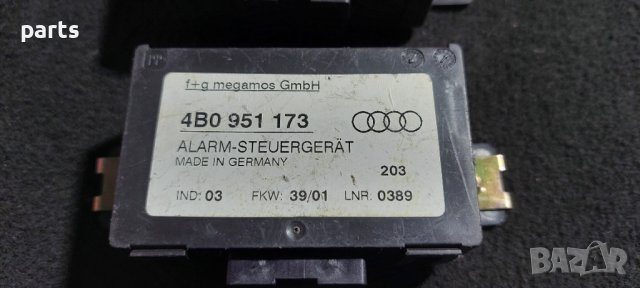 parts
f+g megamos GmbH
4B0 951 173
ALARM-STEUERGERÄT
MADE IN GERMANY
203
IND: 03 FKW: 39/01 LNR: 0389
BAZAR